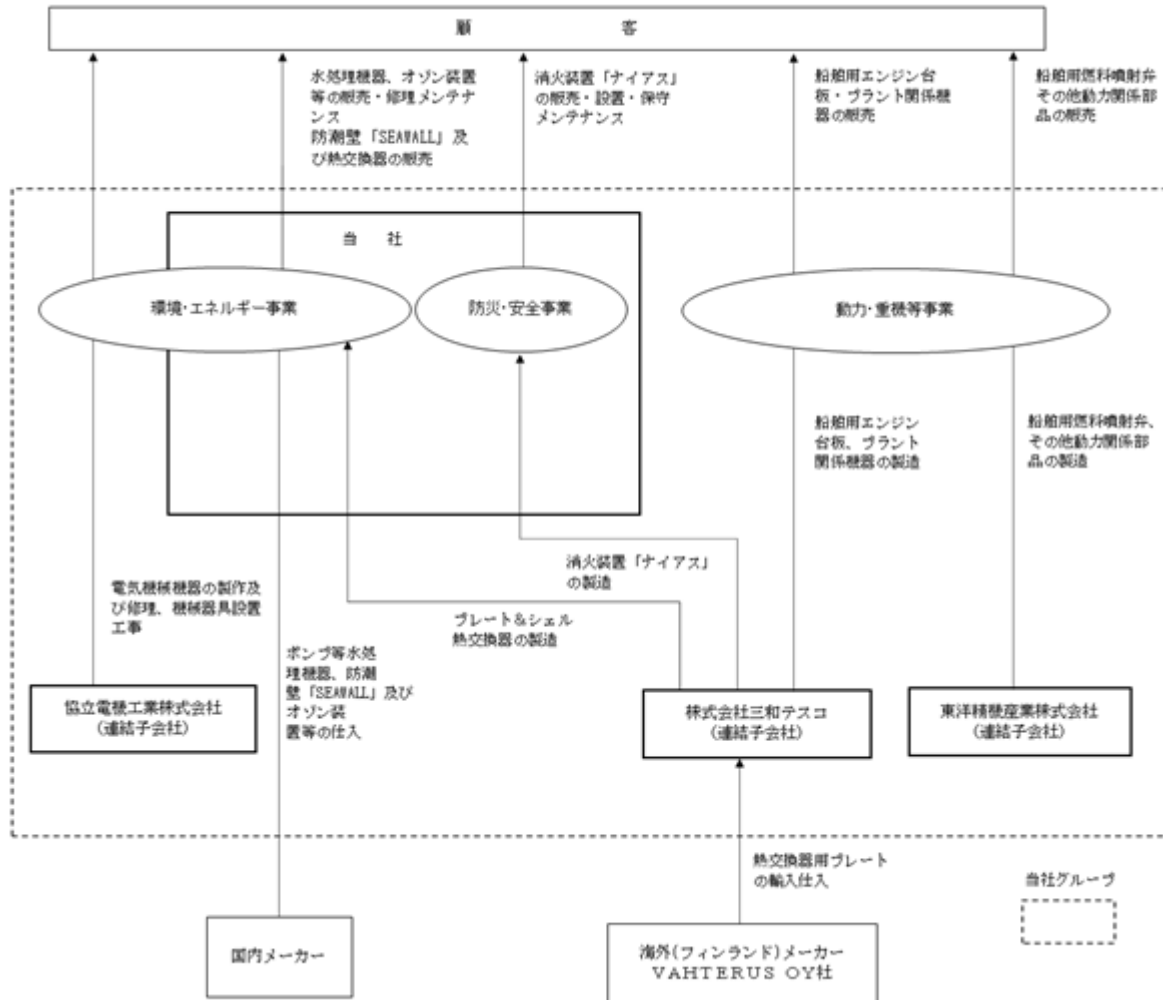 顧　　客
水処理機器、オゾン装置
等の販売・修理メンテナ
ンス
防潮壁「SEAWALL」及
び熱交換器の販売
消火装置「ナイアス」
の販売・設置・保守
メンテナンス
船舶用エンジン台
板・プラント関係機
器の販売
船舶用燃料噴射弁
その他動力関係部
品の販売
当　社
環境・エネルギー事業
防災・安全事業
動力・重機等事業
船舶用エンジン
台板、プラント
関係機器の製造
船舶用燃料噴射弁、
その他動力関係部
品の製造
消火装置「ナイアス」
の製造
電気機械機器の製作及
び修理、機械器具設置
工事
プレート&シェル
熱交換器の製造
ポンプ等水処
理機器、防潮
壁「SEAWALL」及び
オゾン装
置等の仕入
協立電機工業株式会社
(連結子会社)
株式会社三和テスコ
(連結子会社)
東洋精機産業株式会社
(連結子会社)
熱交換器用プレート
の輸入仕入
当社グループ
国内メーカー
海外(フィンランド)メーカー
ＶＡＨＴＥＲＵＳ ＯＹ社